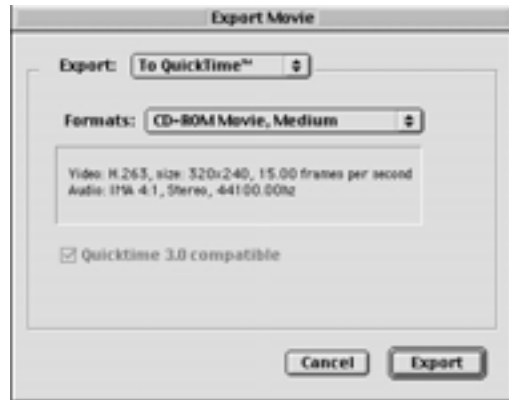 Export Movie
Export: To QuickTime™
Formats: CD-ROM Movie, Medium
Video: H.263, size: 320x240, 15.00 frames per second
Audio: IMA 4:1, Stereo, 44100.00hz
Quicktime 3.0 compatible
Cancel Export